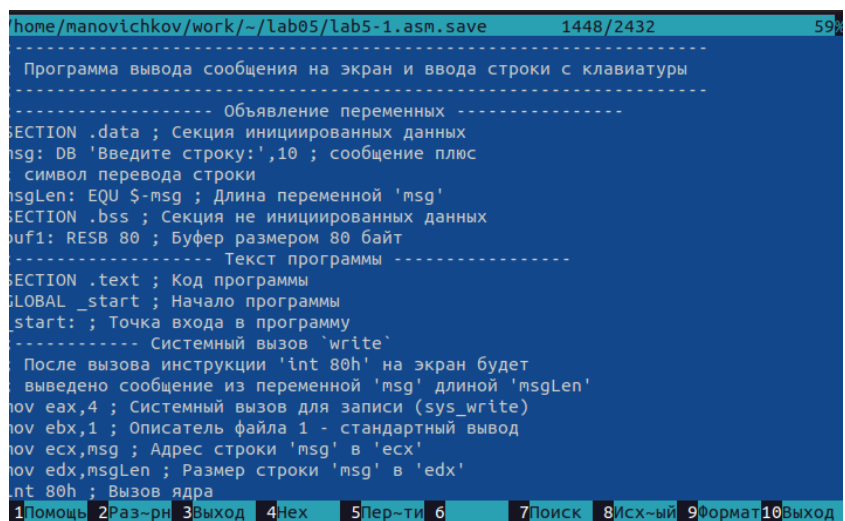 /home/manovichkov/work/~/lab05/lab5-1.asm.save 1448/2432 59%
;--------------------------------------------------------------------
; Программа вывода сообщения на экран и ввода строки с клавиатуры
;--------------------------------------------------------------------
;------------------- Объявление переменных ----------------
SECTION .data ; Секция инициированных данных
msg: DB 'Введите строку:',10 ; сообщение плюс
; символ перевода строки
msgLen: EQU $-msg ; Длина переменной 'msg'
SECTION .bss ; Секция не инициированных данных
buf1: RESB 80 ; Буфер размером 80 байт
;------------------- Текст программы -----------------
SECTION .text ; Код программы
GLOBAL _start ; Начало программы
_start: ; Точка входа в программу
;------------ Системный вызов `write`
; После вызова инструкции 'int 80h' на экран будет
; выведено сообщение из переменной 'msg' длиной 'msgLen'
mov eax,4 ; Системный вызов для записи (sys_write)
mov ebx,1 ; Описатель файла 1 - стандартный вывод
mov ecx,msg ; Адрес строки 'msg' в 'ecx'
mov edx,msgLen ; Размер строки 'msg' в 'edx'
int 80h ; Вызов ядра
1Помощь 2Раз~рн 3Выход 4Hex 5Пер~ти 6 7Поиск 8Исх~ый 9Формат 10Выход